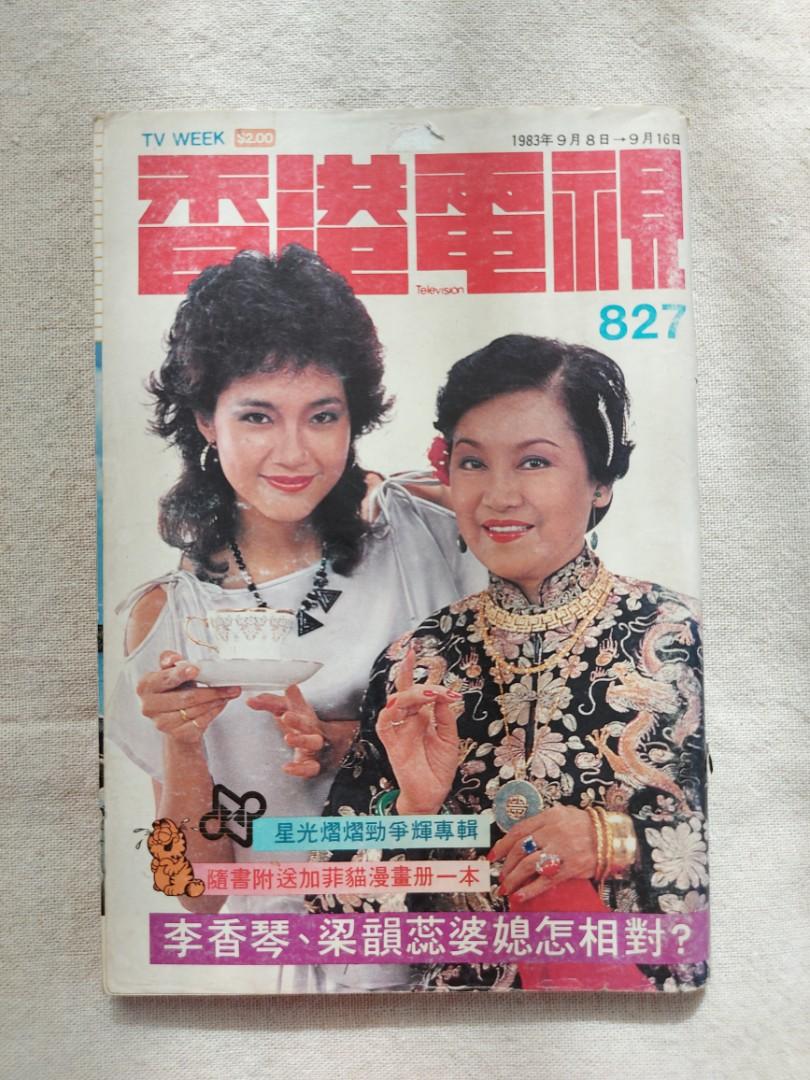 TV WEEK $2.00
1983年9月8日→9月16日
香港電視
Television
827
星光熠熠勁爭輝專輯
隨書附送加菲貓漫畫册一本
李香琴、梁韻蕊婆媳怎相對?